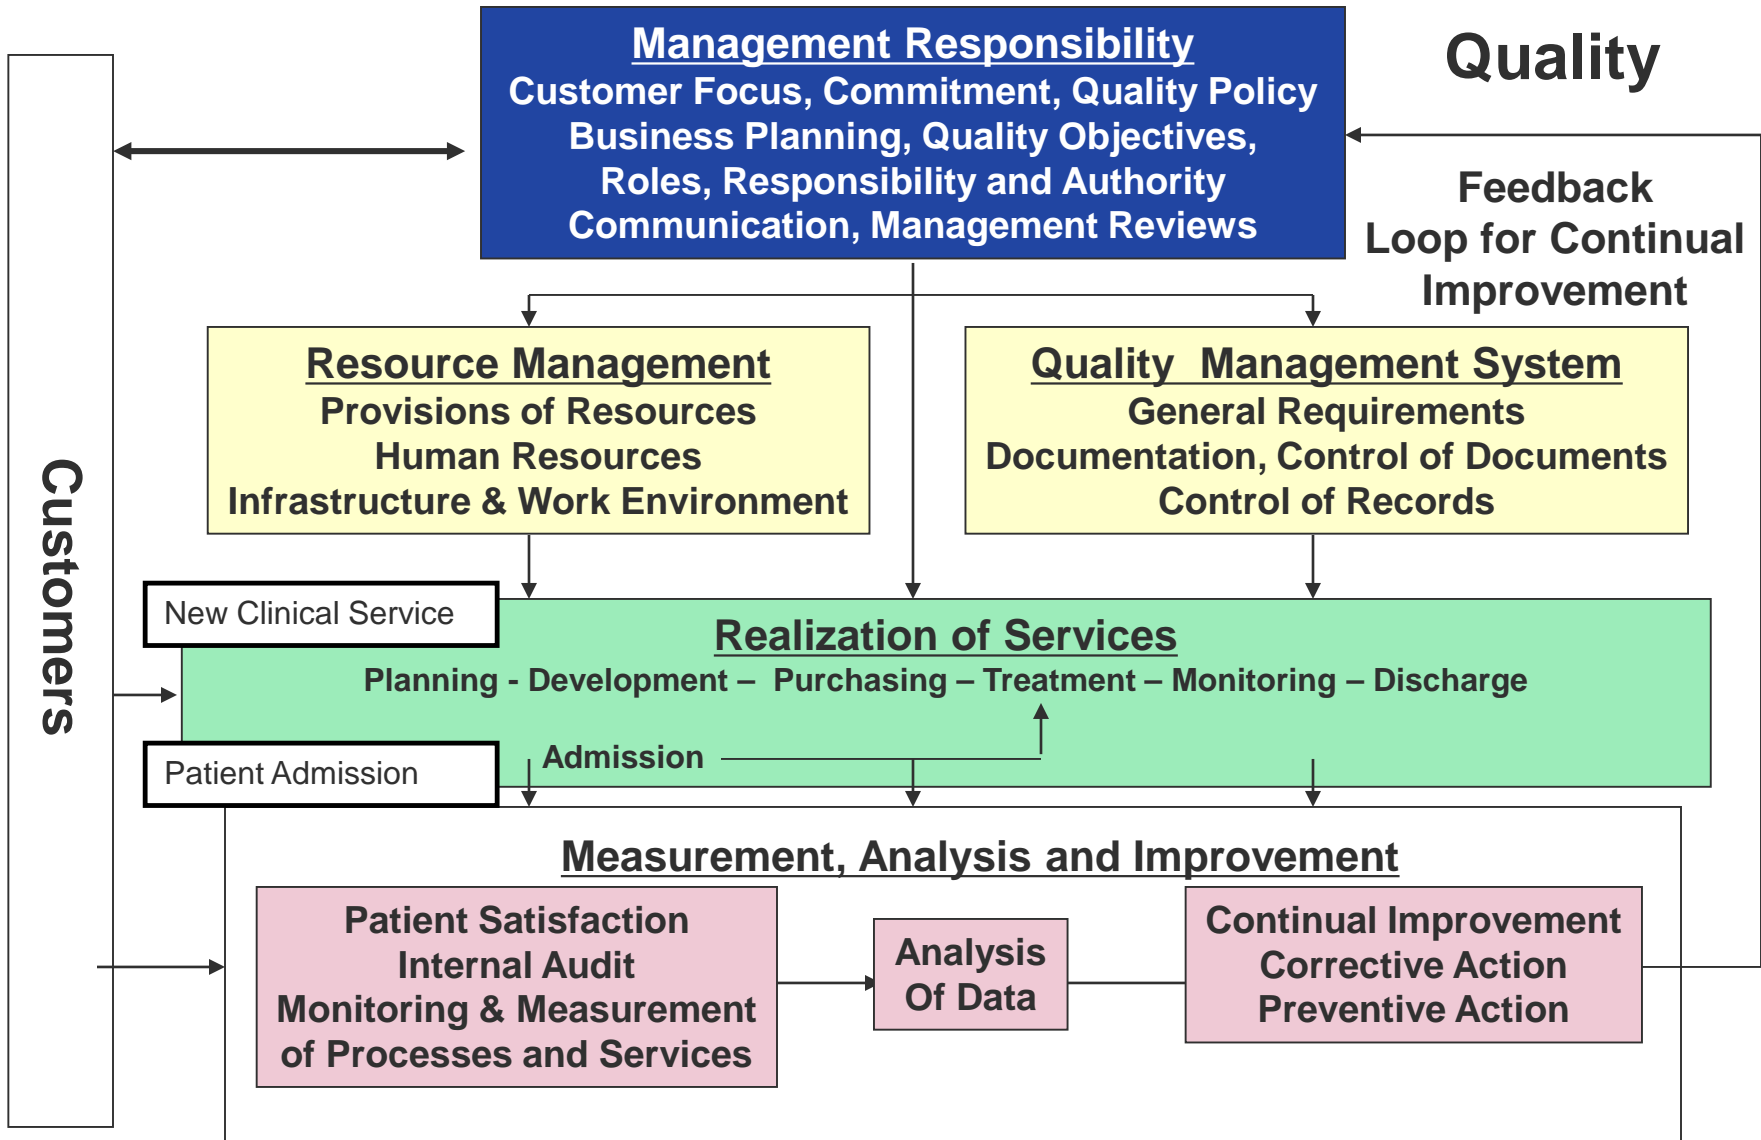 Quality
Management Responsibility
Customer Focus, Commitment, Quality Policy
Business Planning, Quality Objectives,
Roles, Responsibility and Authority
Communication, Management Reviews
Feedback
Loop for Continual
Improvement
Customers
Resource Management
Provisions of Resources
Human Resources
Infrastructure & Work Environment
Quality Management System
General Requirements
Documentation, Control of Documents
Control of Records
New Clinical Service
Realization of Services
Planning - Development – Purchasing – Treatment – Monitoring – Discharge
Admission
Patient Admission
Measurement, Analysis and Improvement
Patient Satisfaction
Internal Audit
Monitoring & Measurement
of Processes and Services
Analysis
Of Data
Continual Improvement
Corrective Action
Preventive Action